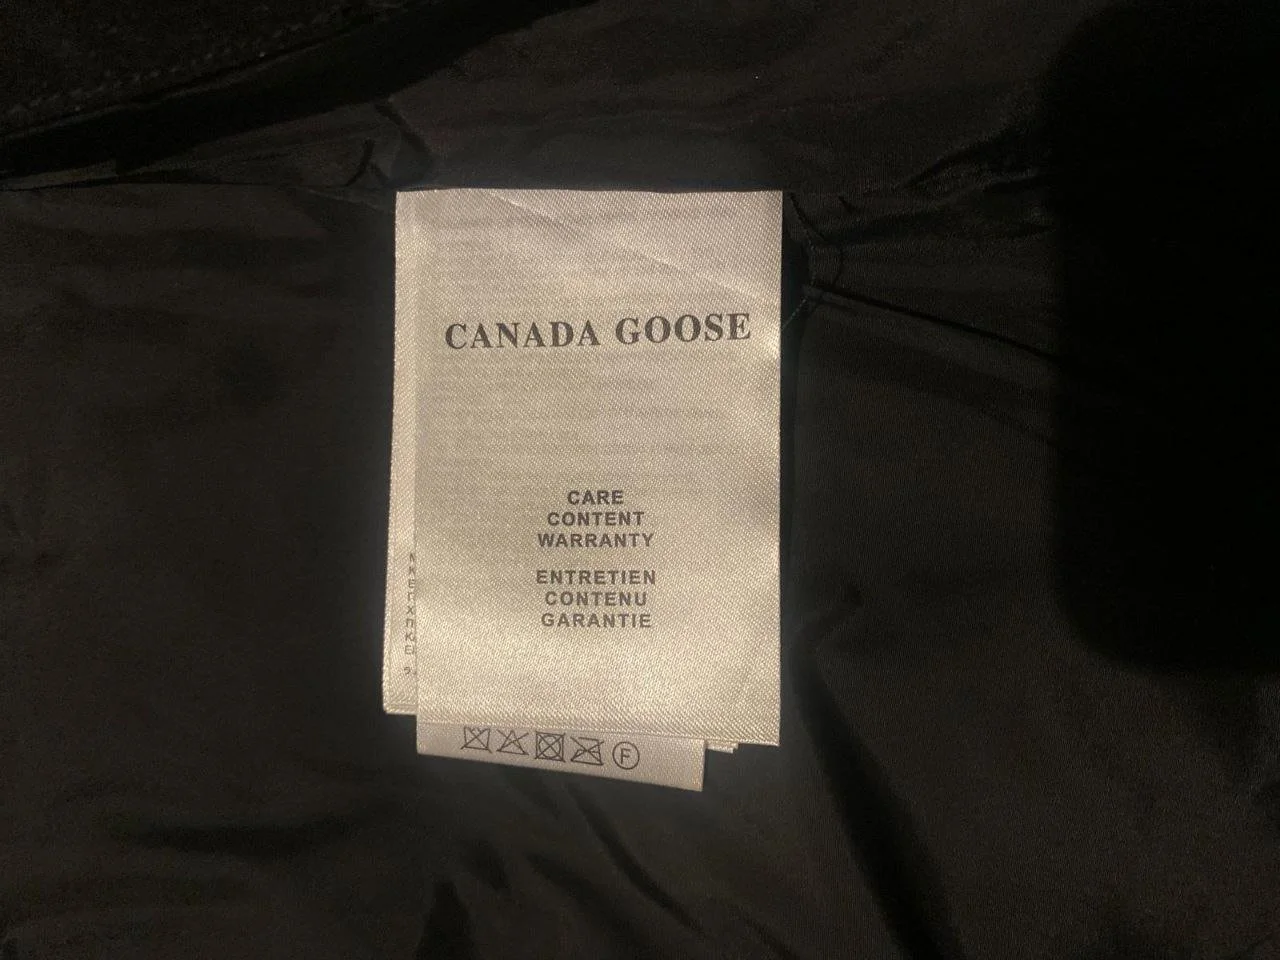 CANADA GOOSE
CARE
CONTENT
WARRANTY
ENTRETIEN
CONTENU
GARANTIE
F